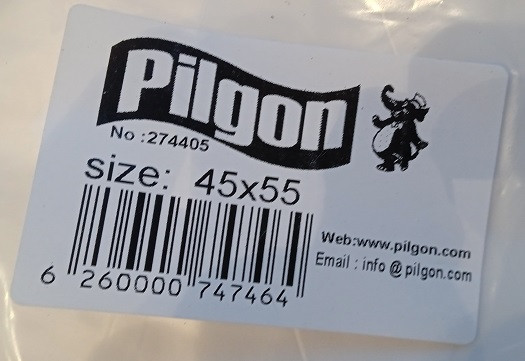 Pilgon
No :274405
size: 45x55
Web:www.pilgon.com
Email : info @ pilgon.com
6 260000 747464